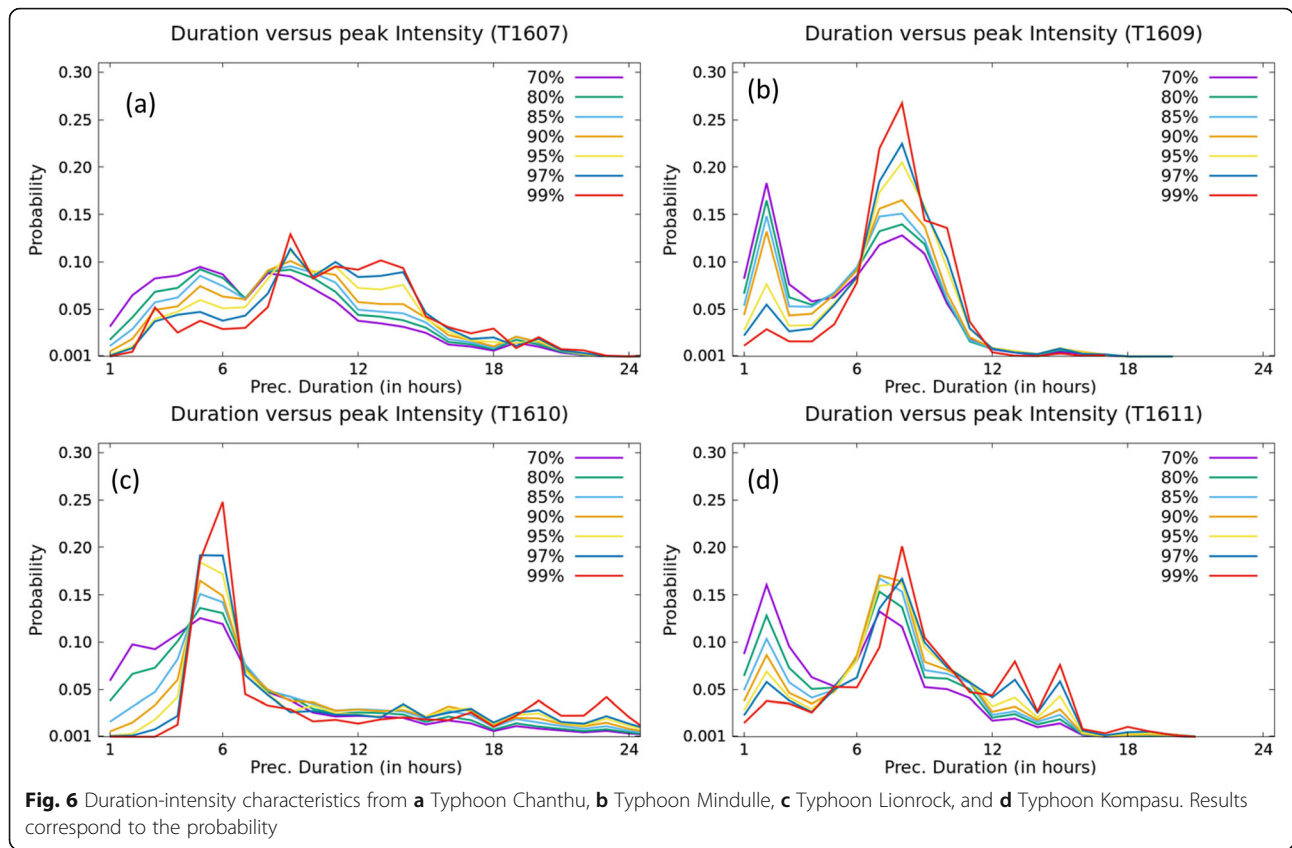 Duration versus peak Intensity (T1607)
(a)
70%
80%
85%
90%
95%
97%
99%
Probability
0.30
0.25
0.20
0.15
0.10
0.05
0.001
1 6 12 18 24
Prec. Duration (in hours)
Duration versus peak Intensity (T1609)
(b)
70%
80%
85%
90%
95%
97%
99%
Probability
0.30
0.25
0.20
0.15
0.10
0.05
0.001
1 6 12 18 24
Prec. Duration (in hours)
Duration versus peak Intensity (T1610)
(c)
70%
80%
85%
90%
95%
97%
99%
Probability
0.30
0.25
0.20
0.15
0.10
0.05
0.001
1 6 12 18 24
Prec. Duration (in hours)
Duration versus peak Intensity (T1611)
(d)
70%
80%
85%
90%
95%
97%
99%
Probability
0.30
0.25
0.20
0.15
0.10
0.05
0.001
1 6 12 18 24
Prec. Duration (in hours)
Fig. 6 Duration-intensity characteristics from a Typhoon Chanthu, b Typhoon Mindulle, c Typhoon Lionrock, and d Typhoon Kompasu. Results
correspond to the probability